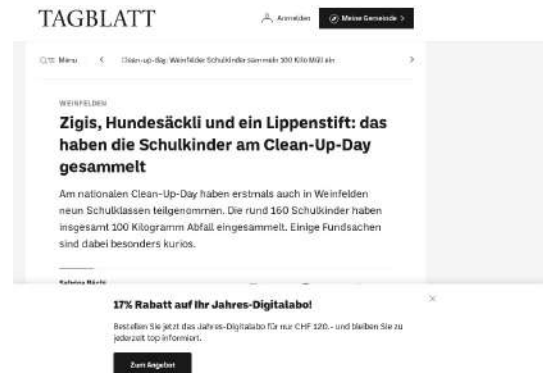 TAGBLATT
Anmelden
Meine Gemeinde >
Menu
< Clean-up-day: Weinfelder Schulkinder sammeln 100 Kilo Müll ein >
WEINFELDEN
Zigis, Hundesäckli und ein Lippenstift: das
haben die Schulkinder am Clean-Up-Day
gesammelt
Am nationalen Clean-Up-Day haben erstmals auch in Weinfelden
neun Schulklassen teilgenommen. Die rund 160 Schulkinder haben
insgesamt 100 Kilogramm Abfall eingesammelt. Einige Fundsachen
sind dabei besonders kurios.
17% Rabatt auf Ihr Jahres-Digitalabo!
Bestellen Sie jetzt das Jahres-Digitalabo für nur CHF 120.- und bleiben Sie zu
jederzeit top informiert.
Zum Angebot